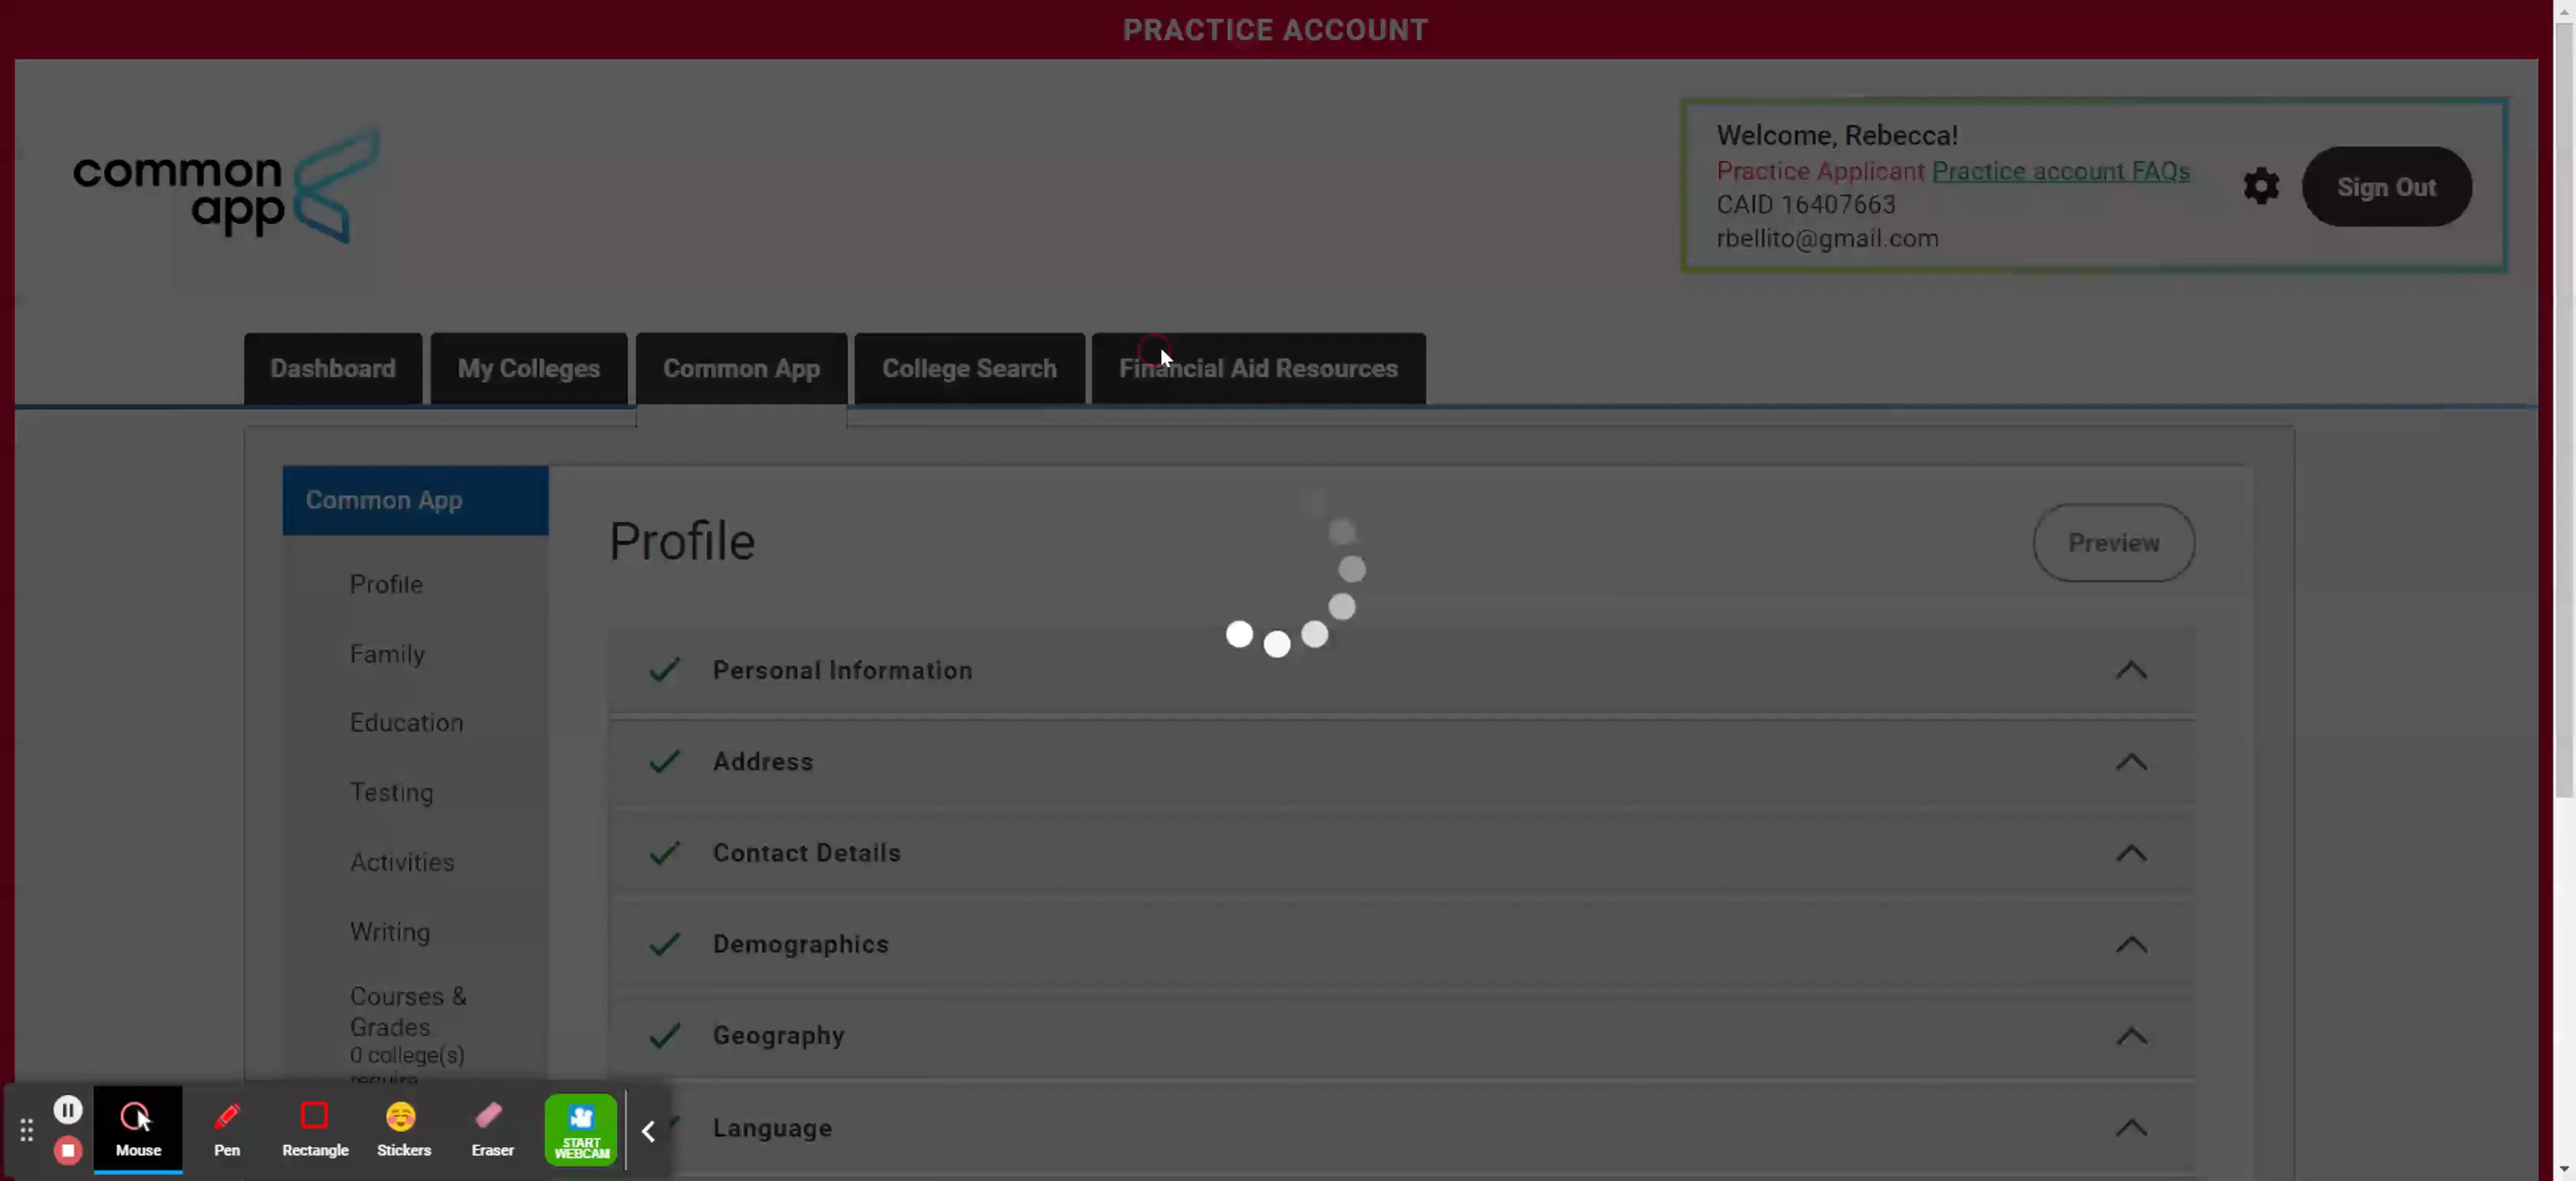 PRACTICE ACCOUNT
common
app
Welcome, Rebecca!
Practice Applicant Practice account FAQs
CAID 16407663
rbellito@gmail.com
Sign Out
Dashboard
My Colleges
Common App
College Search
Financial Aid Resources
Common App
Profile
Family
Education
Testing
Activities
Writing
Courses &
Grades
0 college(s)
require
Profile
Preview
Personal Information
Address
Contact Details
Demographics
Geography
Language
Mouse
Pen
Rectangle
Stickers
Eraser
START
WEBCAM